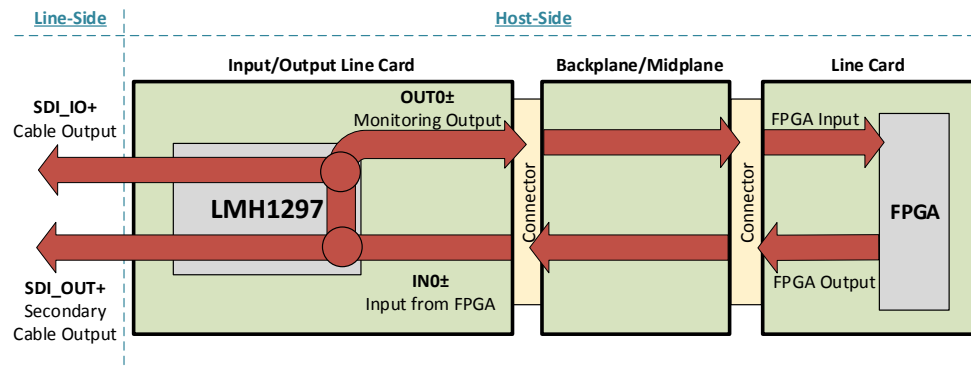 Line-Side
Host-Side
Input/Output Line Card
Backplane/Midplane
Line Card
SDI_IO+
Cable Output
OUT0±
Monitoring Output
FPGA Input
LMH1297
Connector
Connector
FPGA
SDI_OUT+
Secondary
Cable Output
IN0±
Input from FPGA
FPGA Output